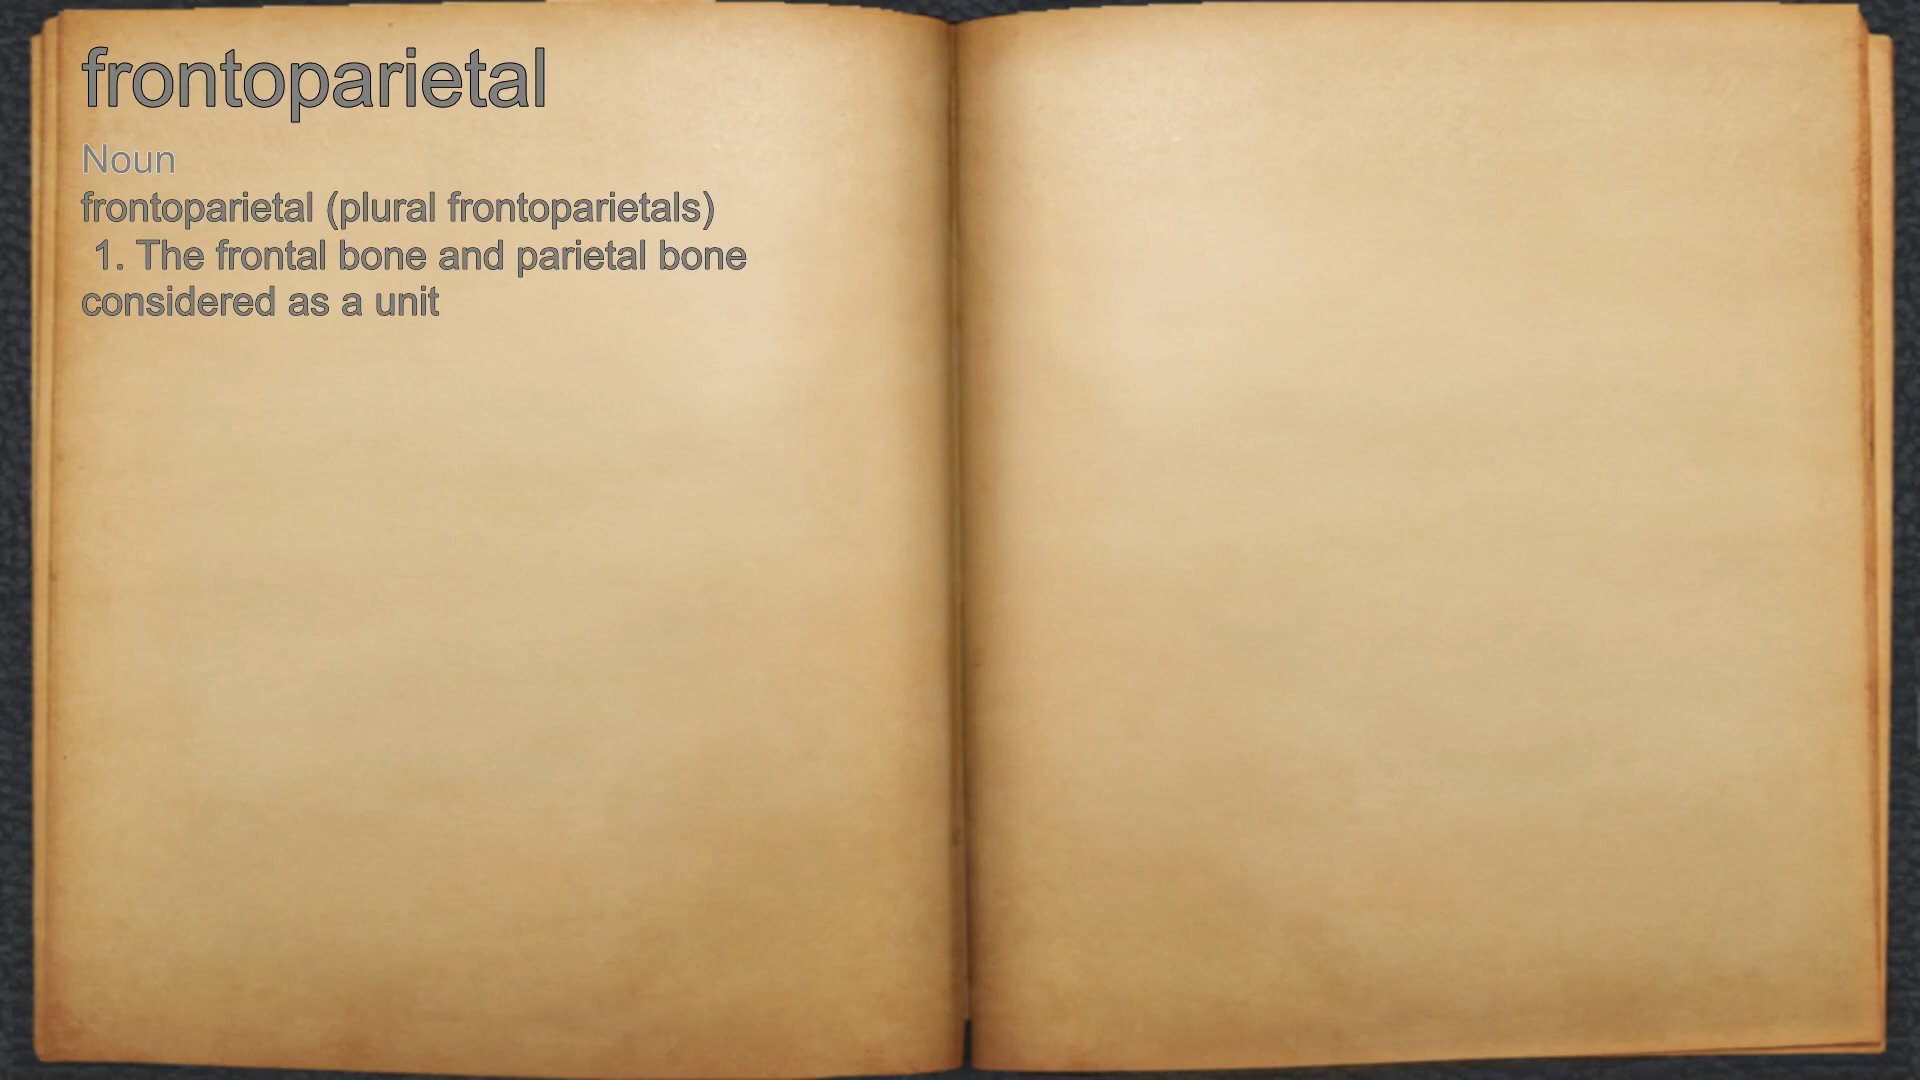 frontoparietal
Noun
frontoparietal (plural frontoparietals)
1. The frontal bone and parietal bone
considered as a unit